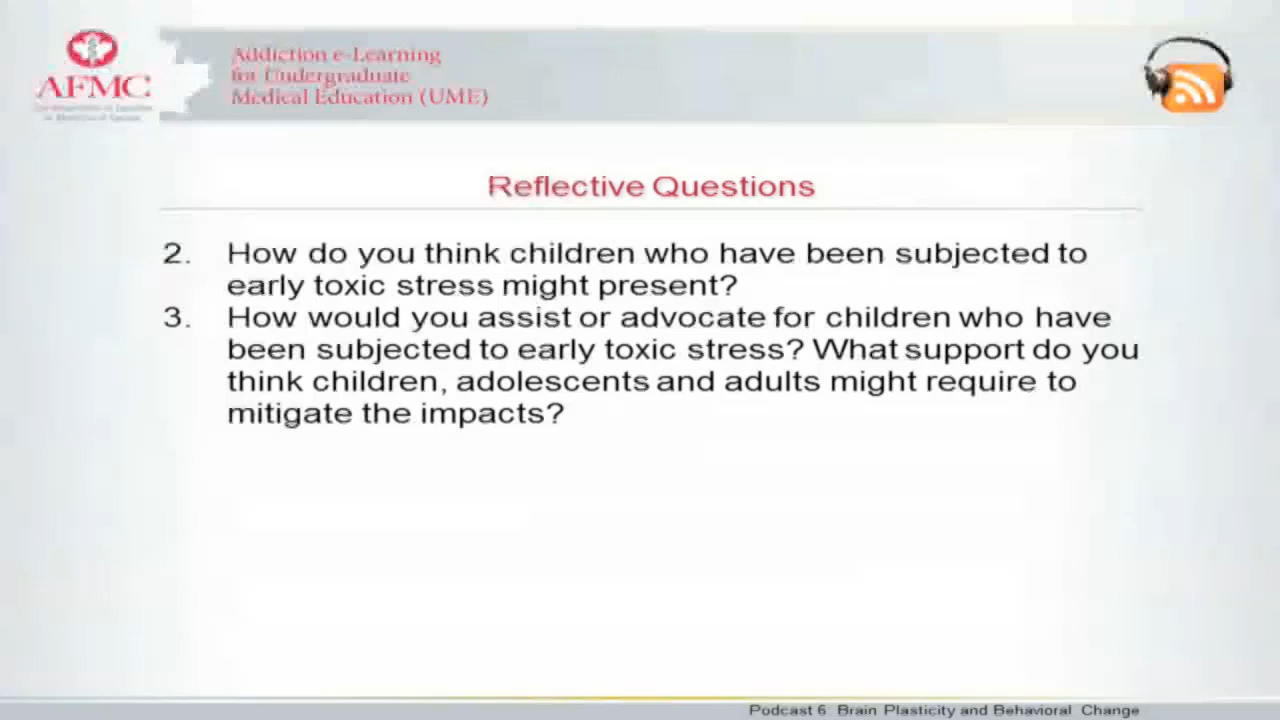 AFMC
Addiction e-Learning
for Undergraduate
Medical Education (UME)
Reflective Questions
2. How do you think children who have been subjected to
early toxic stress might present?
3. How would you assist or advocate for children who have
been subjected to early toxic stress? What support do you
think children, adolescents and adults might require to
mitigate the impacts?
Podcast 6: Brain Plasticity and Behavioral Change